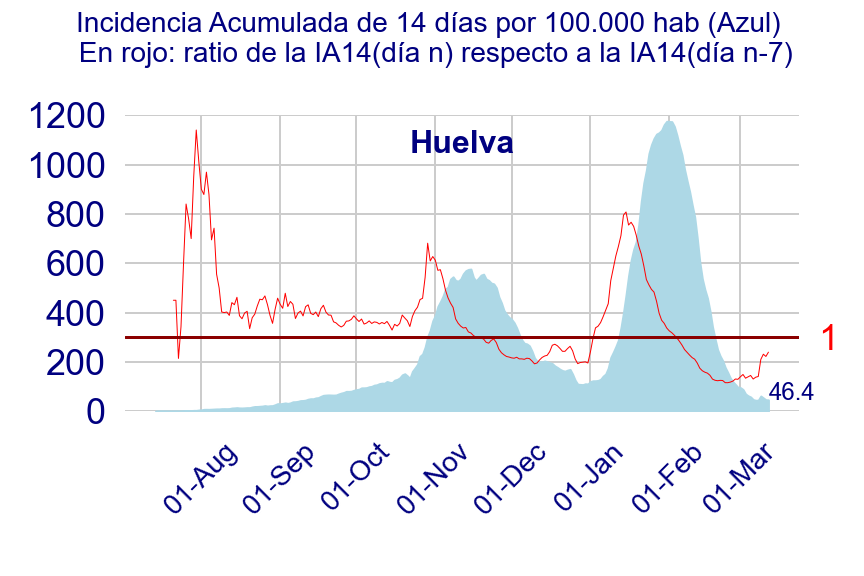 Incidencia Acumulada de 14 días por 100.000 hab (Azul)
En rojo: ratio de la IA14(día n) respecto a la IA14(día n-7)
Huelva
1200
1000
800
600
400
200
0
1
46.4
01-Aug
01-Sep
01-Oct
01-Nov
01-Dec
01-Jan
01-Feb
01-Mar